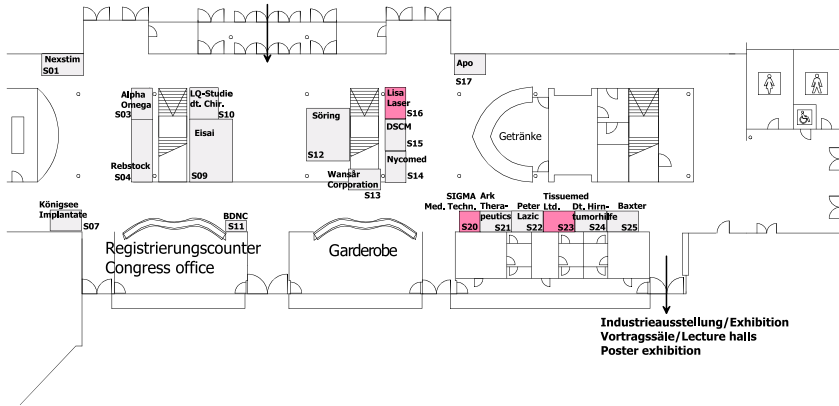 Nexstim
S01
Apo
S17
Alpha
Omega
S03
LQ-Studie
dt. Chir.
S10
Lisa
Laser
S16
Söring
S12
Eisai
S09
DSCM
S15
Getränke
Rebstock
S04
Nycomed
S14
Wansår
Corporation
S13
Königsee
Implantate
S07
BDNC
S11
SIGMA
Med. Techn.
S20
Ark
Thera-
peutics
S21
Peter
Lazic
S22
Tissuemed
Ltd.
S23
Dt. Hirn-
tumorhilfe
S24
Baxter
S25
Registrierungscounter
Congress office
Garderobe
Industrieausstellung/Exhibition
Vortragssäle/Lecture halls
Poster exhibition